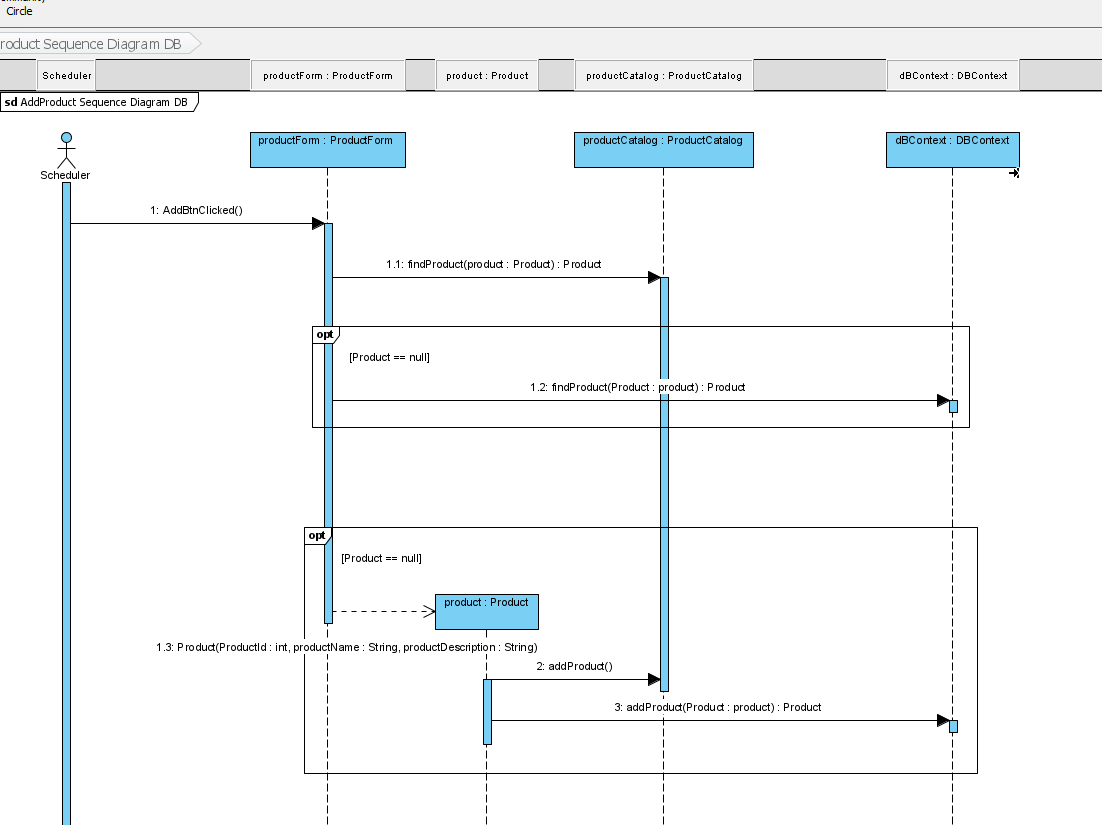 Circle
roduct Sequence Diagram DB
Scheduler
productForm : ProductForm
product : Product
productCatalog : ProductCatalog
dBContext : DBContext
sd AddProduct Sequence Diagram DB
productForm : ProductForm
productCatalog : ProductCatalog
dBContext : DBContext
Scheduler
1: AddBtnClicked()
1.1: findProduct(product : Product) : Product
opt
[Product == null]
1.2: findProduct(Product : product) : Product
opt
[Product == null]
product : Product
1.3: Product(ProductId : int, productName : String, productDescription : String)
2: addProduct()
3: addProduct(Product : product) : Product